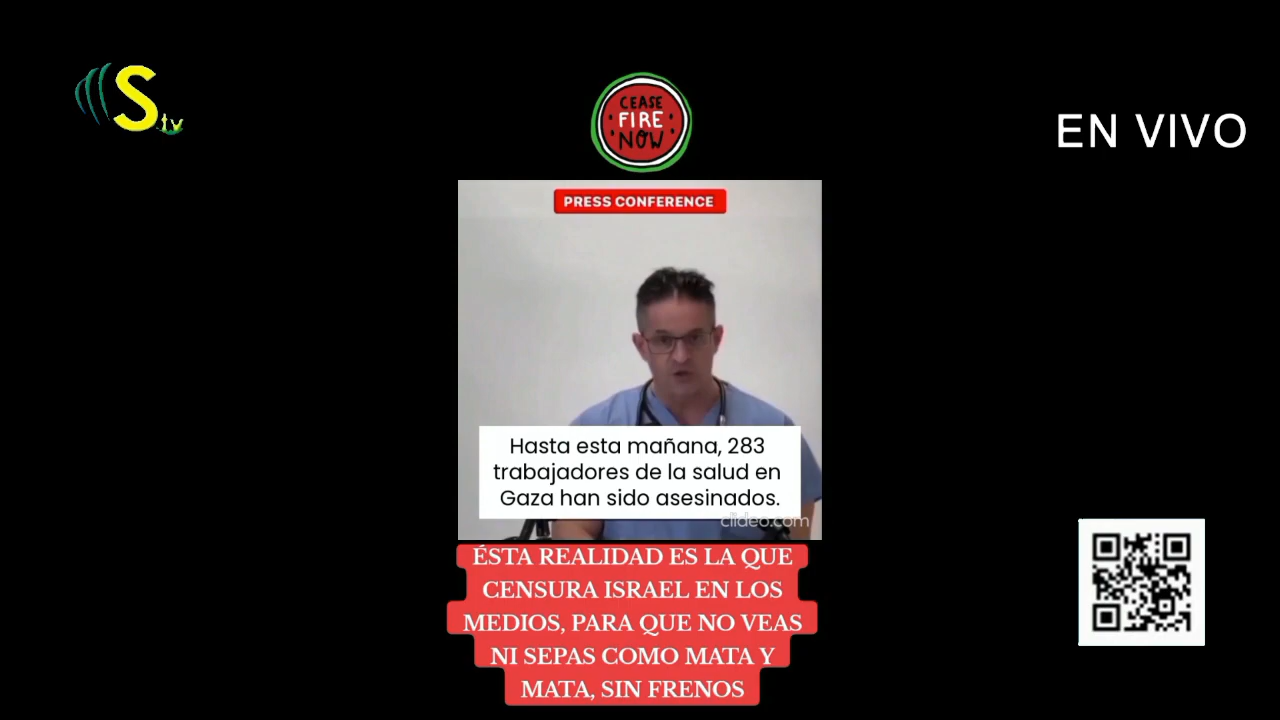 S
tv
CEASE
FIRE
NOW
EN VIVO
PRESS CONFERENCE
Hasta esta mañana, 283
trabajadores de la salud en
Gaza han sido asesinados.
clideo.com
ÉSTA REALIDAD ES LA QUE
CENSURA ISRAEL EN LOS
MEDIOS, PARA QUE NO VEAS
NI SEPAS COMO MATA Y
MATA, SIN FRENOS